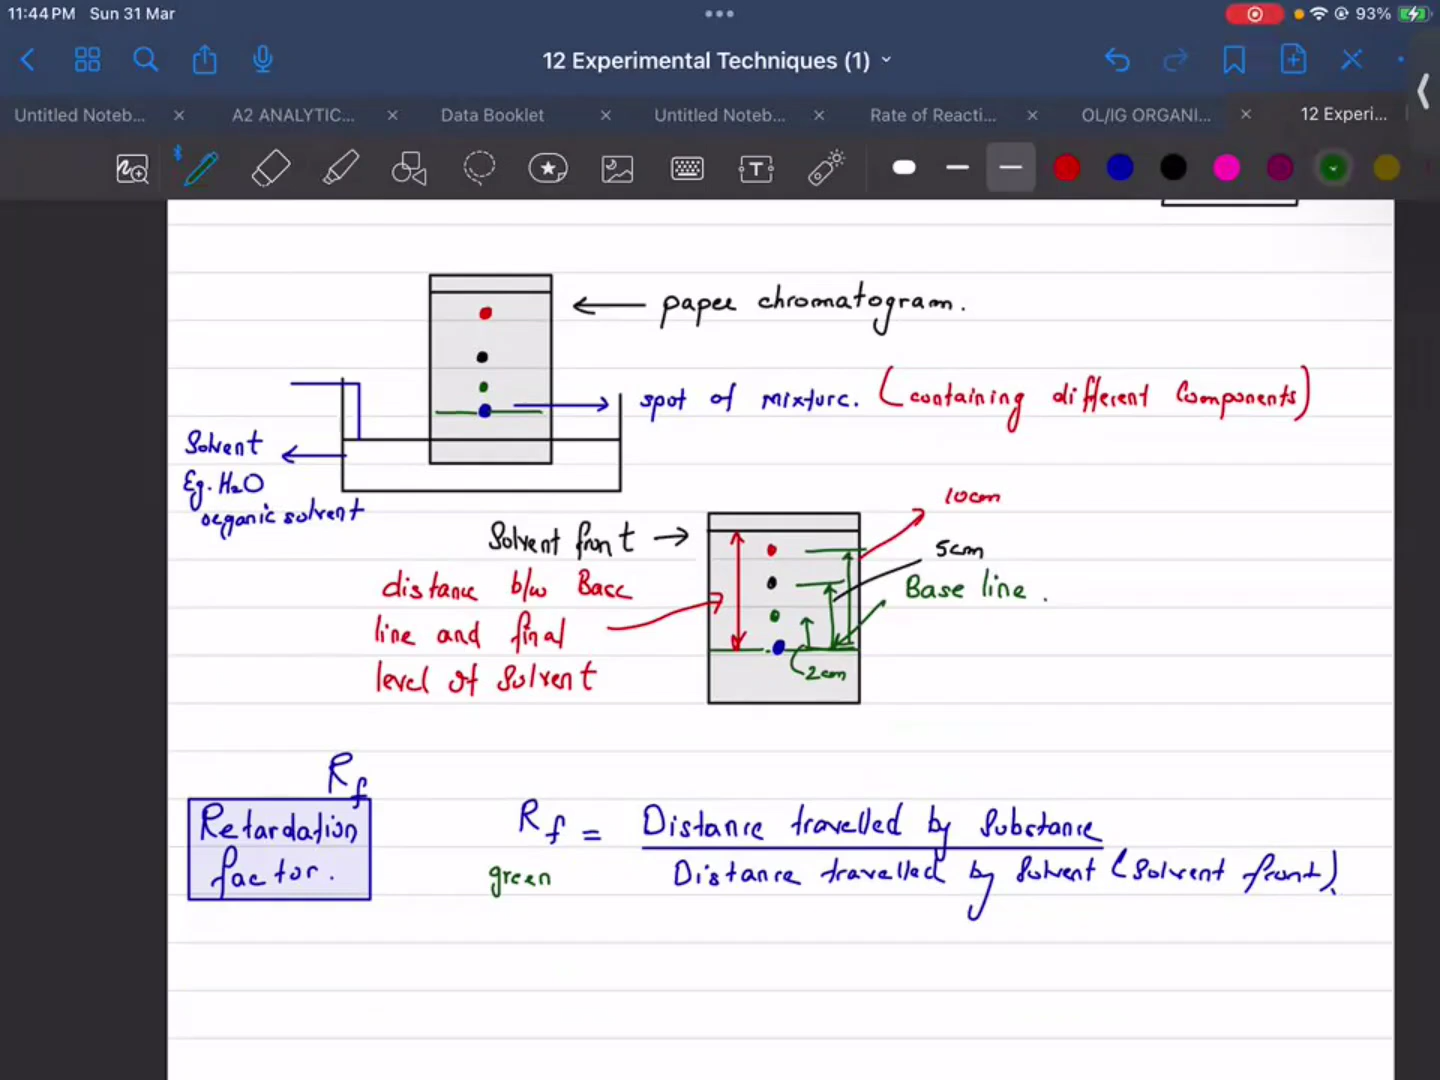 11:44 PM Sun 31 Mar
93%
12 Experimental Techniques (1)
Untitled Noteb...
A2 ANALYTIC...
Data Booklet
Untitled Noteb...
Rate of Reacti...
OL/IG ORGANI...
12 Experi...
T
paper chromatogram.
spot of mixture. (containing different components)
Solvent
Eg. H₂O
organic solvent
10cm
Solvent front
5cm
distance b/w Base
Base line.
line and final
level of Solvent
2cm
Rf
Retardation
factor.
Rf = Distance travelled by Substance
green
Distance travelled by Solvent (Solvent front).